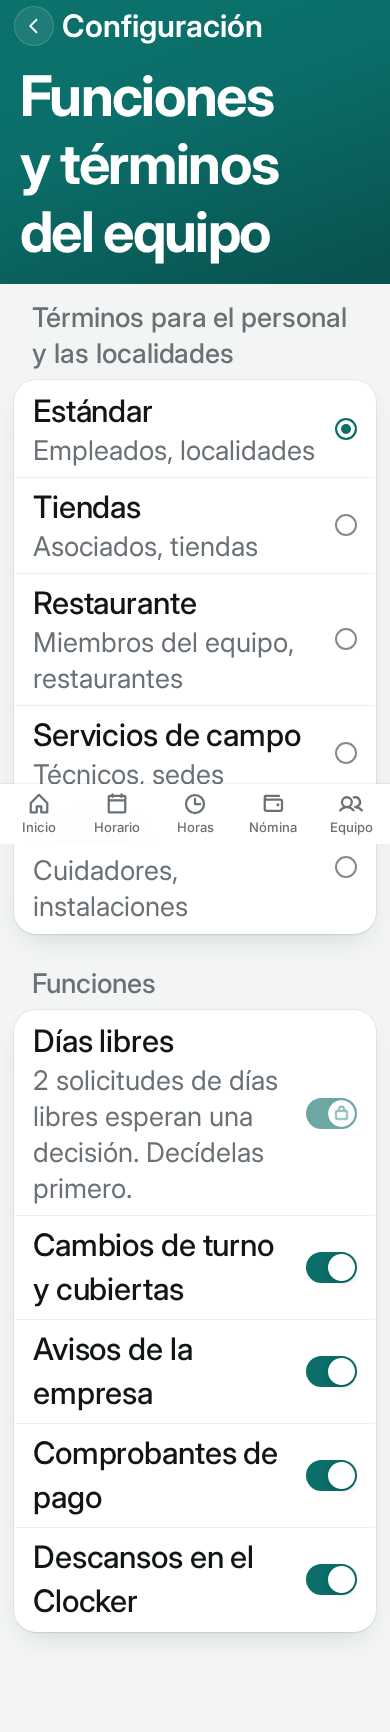 Configuración
Funciones
y términos
del equipo
Términos para el personal
y las localidades
Estándar
Empleados, localidades
Tiendas
Asociados, tiendas
Restaurante
Miembros del equipo,
restaurantes
Servicios de campo
Técnicos, sedes
Inicio
Horario
Horas
Nómina
Equipo
Cuidadores,
instalaciones
Funciones
Días libres
2 solicitudes de días
libres esperan una
decisión. Decídelas
primero.
Cambios de turno
y cubiertas
Avisos de la
empresa
Comprobantes de
pago
Descansos en el
Clocker